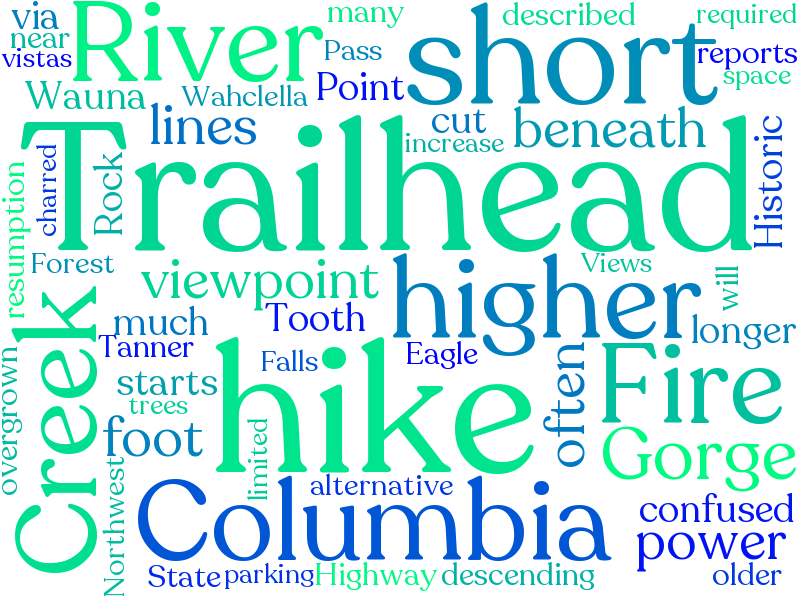 via
River
many
short
described
required
near
vistas
Pass
reports
space
Wauna
Wahclella
Point
lines
cut
beneath
increase
Trailhead
Historic
charred
Rock
resumption
Forest
viewpoint
higher
Views
will
much
Tooth
longer
Tanner
Falls
Eagle
Creek
hike
Fire
often
starts
trees
overgrown
foot
limited
Gorge
Northwest
alternative
Columbia
confused
power
State
parking
Highway
descending
older